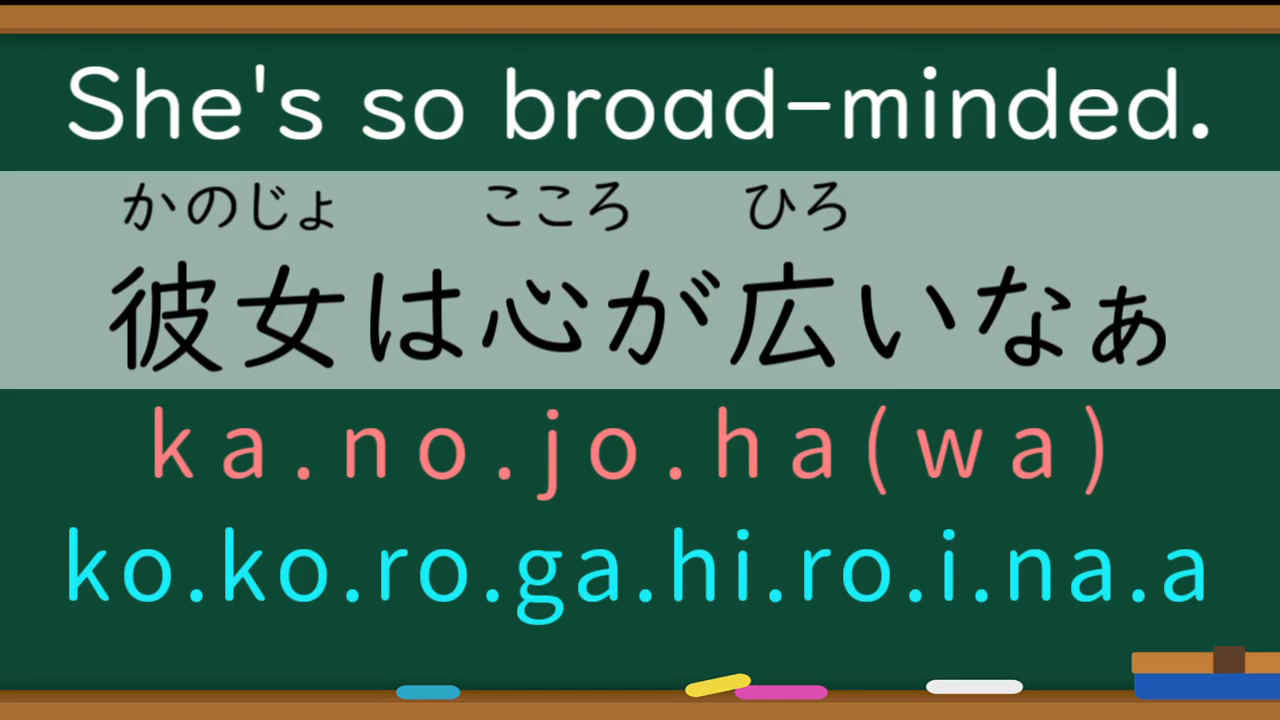 She's so broad-minded.
かのじょ こころ ひろ
彼女は心が広いなぁ
ka.no.jo.ha(wa)
ko.ko.ro.ga.hi.ro.i.na.a